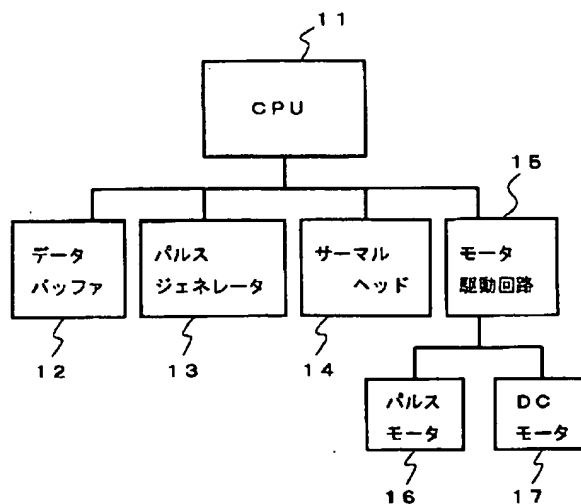 11
CPU
15
データ
バッファ
パルス
ジェネレータ
サーマル
ヘッド
モータ
駆動回路
12
13
14
パルス
モータ
DC
モータ
16
17